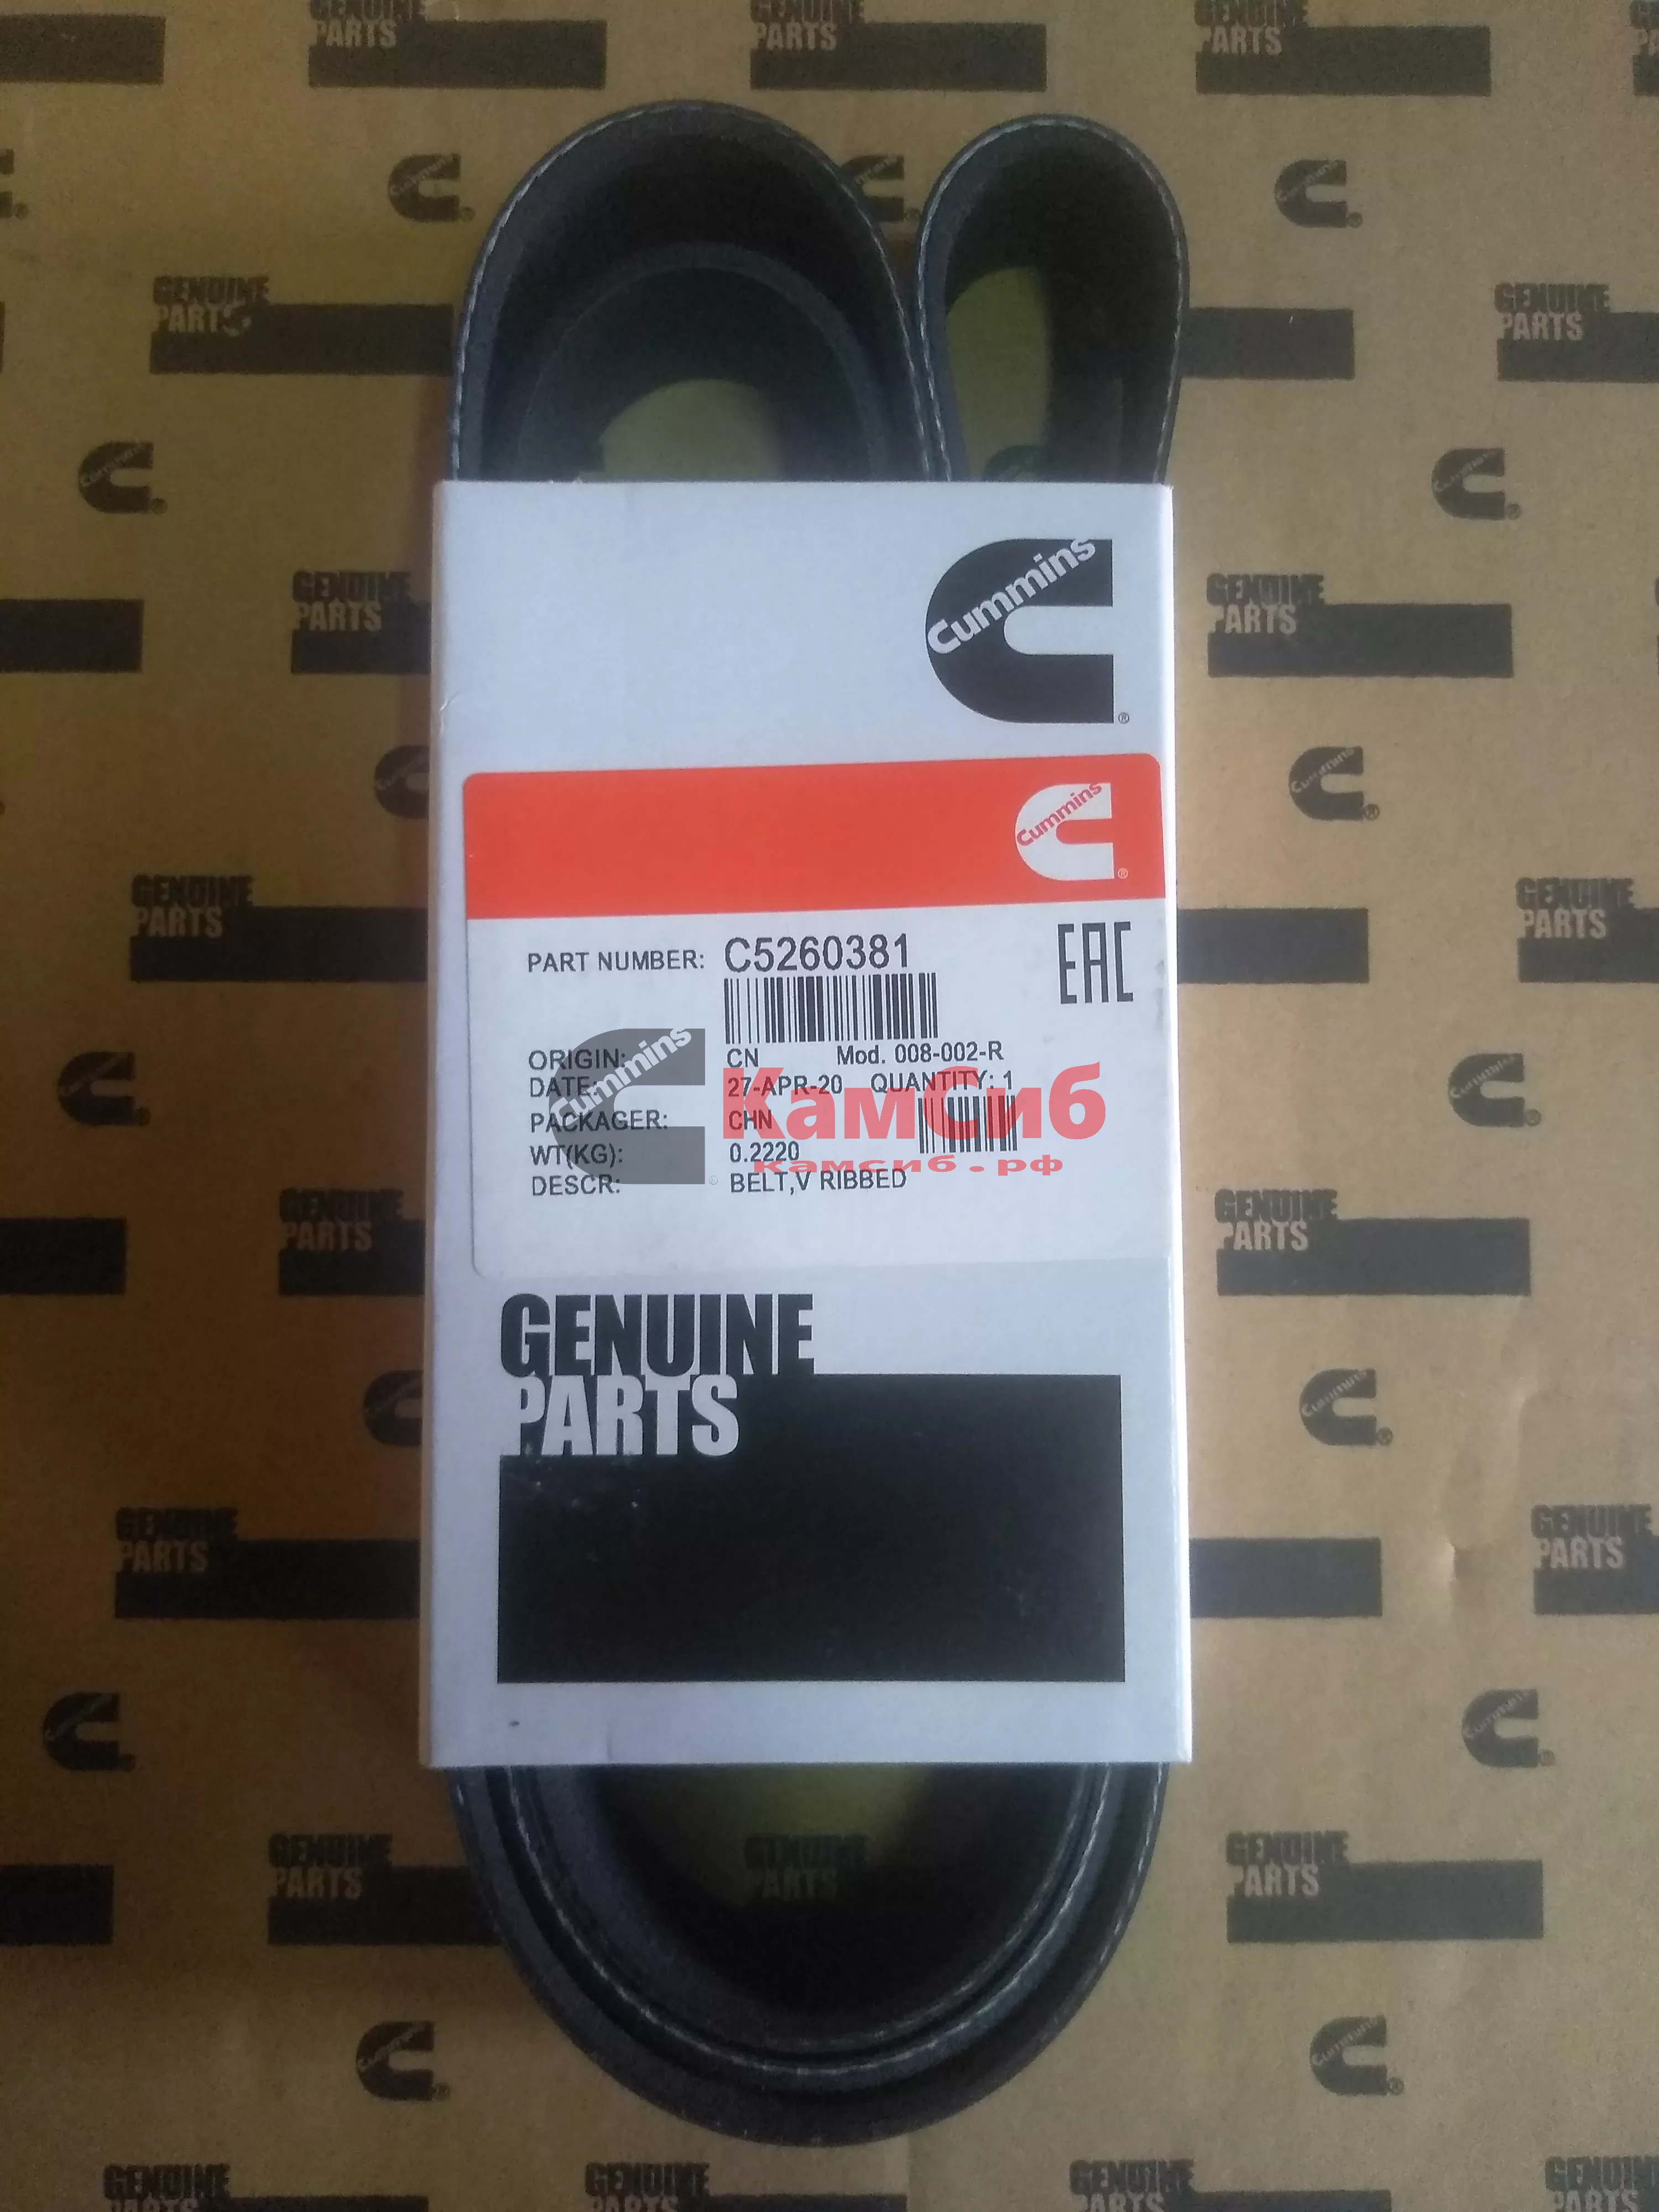 Cummins
®
Cummins
®
PART NUMBER: C5260381
EAC
ORIGIN: CN Mod. 008-002-R
DATE: 27-APR-20 QUANTITY: 1
PACKAGER: CHN
WT(KG): 0.2220
DESCR: BELT,V RIBBED
Cummins
®
КамСиб
камсиб.рф
GENUINE
PARTS